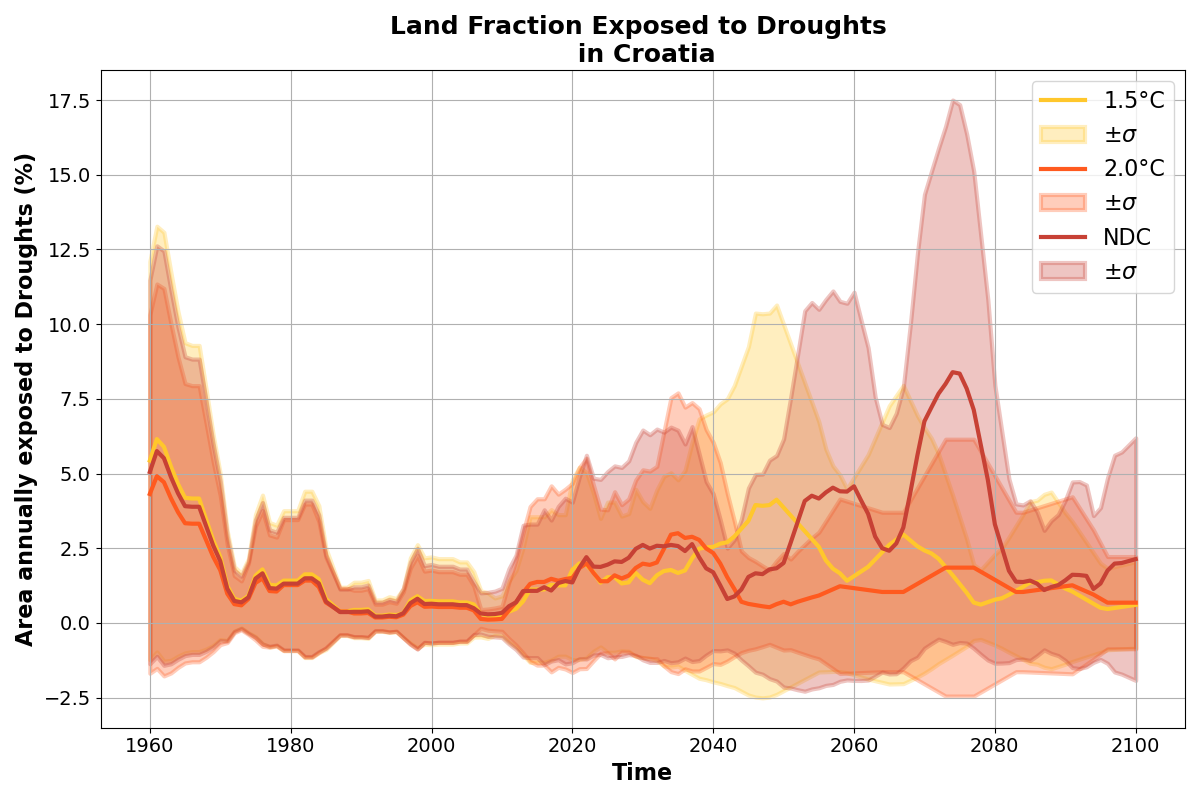 Land Fraction Exposed to Droughts
in Croatia
Area annually exposed to Droughts (%)
17.5
15.0
12.5
10.0
7.5
5.0
2.5
0.0
−2.5
1.5°C
±σ
2.0°C
±σ
NDC
±σ
1960
1980
2000
2020
2040
2060
2080
2100
Time